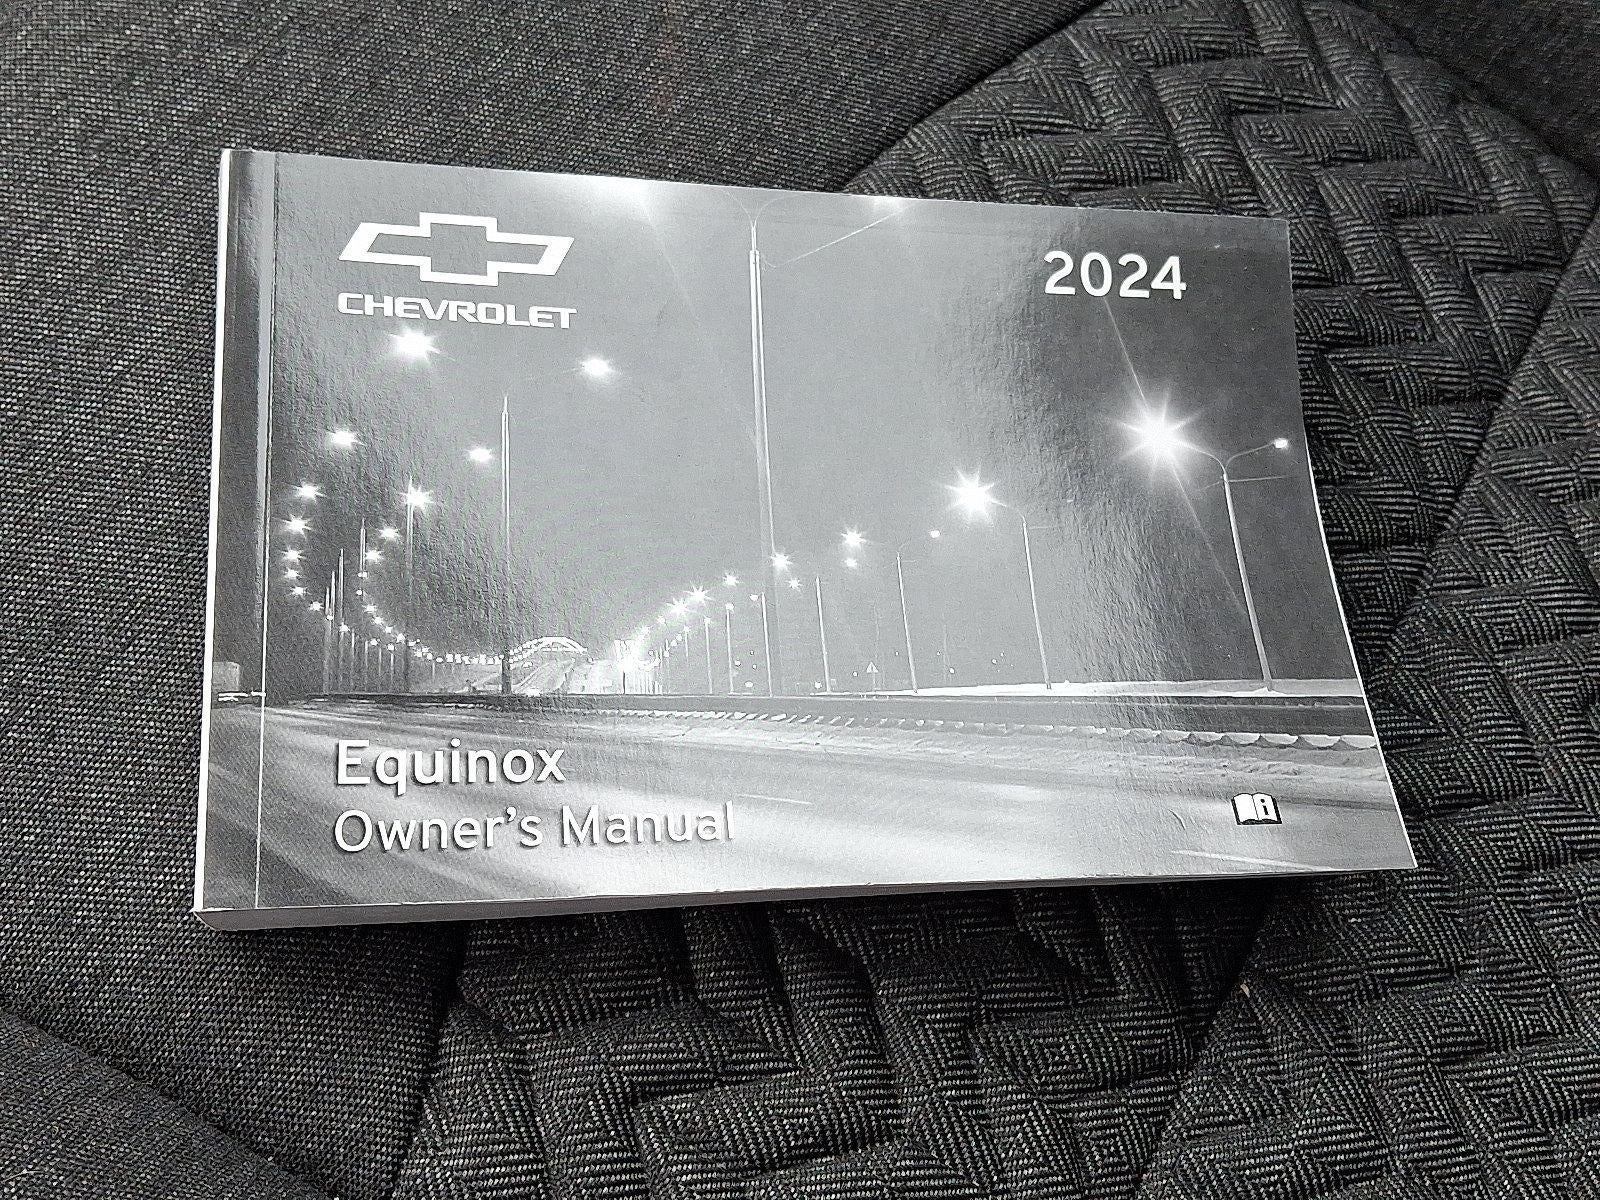 CHEVROLET
2024
Equinox
Owner's Manual
i